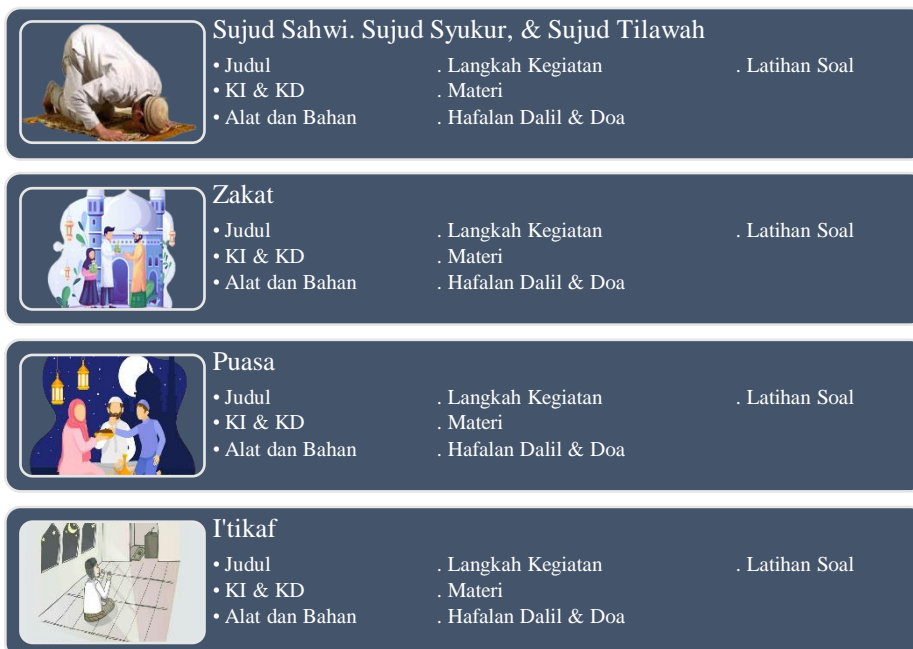 Sujud Sahwi. Sujud Syukur, & Sujud Tilawah
• Judul . Langkah Kegiatan . Latihan Soal
• KI & KD . Materi
• Alat dan Bahan . Hafalan Dalil & Doa
Zakat
• Judul . Langkah Kegiatan . Latihan Soal
• KI & KD . Materi
• Alat dan Bahan . Hafalan Dalil & Doa
Puasa
• Judul . Langkah Kegiatan . Latihan Soal
• KI & KD . Materi
• Alat dan Bahan . Hafalan Dalil & Doa
I'tikaf
• Judul . Langkah Kegiatan . Latihan Soal
• KI & KD . Materi
• Alat dan Bahan . Hafalan Dalil & Doa